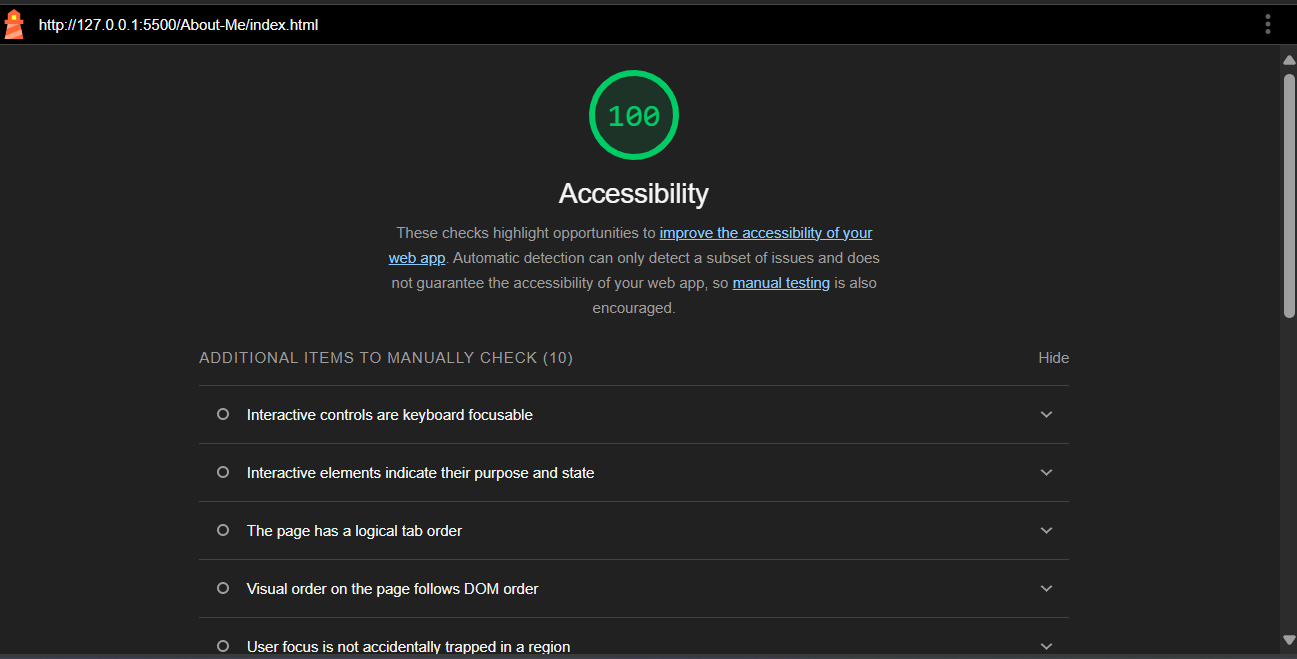 http://127.0.0.1:5500/About-Me/index.html
100
Accessibility
These checks highlight opportunities to improve the accessibility of your
web app. Automatic detection can only detect a subset of issues and does
not guarantee the accessibility of your web app, so manual testing is also
encouraged.
ADDITIONAL ITEMS TO MANUALLY CHECK (10) Hide
Interactive controls are keyboard focusable
Interactive elements indicate their purpose and state
The page has a logical tab order
Visual order on the page follows DOM order
User focus is not accidentally trapped in a region